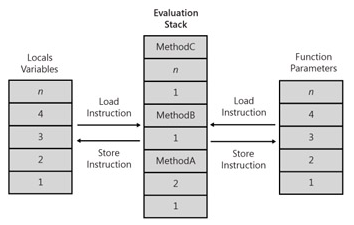 Evaluation
Stack
Locals
Variables
n
4
3
2
1
Load
Instruction
Store
Instruction
MethodC
n
1
MethodB
1
MethodA
2
1
Load
Instruction
Store
Instruction
Function
Parameters
n
4
3
2
1